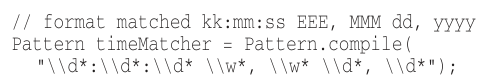 // format matched kk:mm:ss EEE, MMM dd, yyyy
Pattern timeMatcher = Pattern.compile(
"\\d*:\\d*:\\d* \\w*, \\w* \\d*, \\d*");